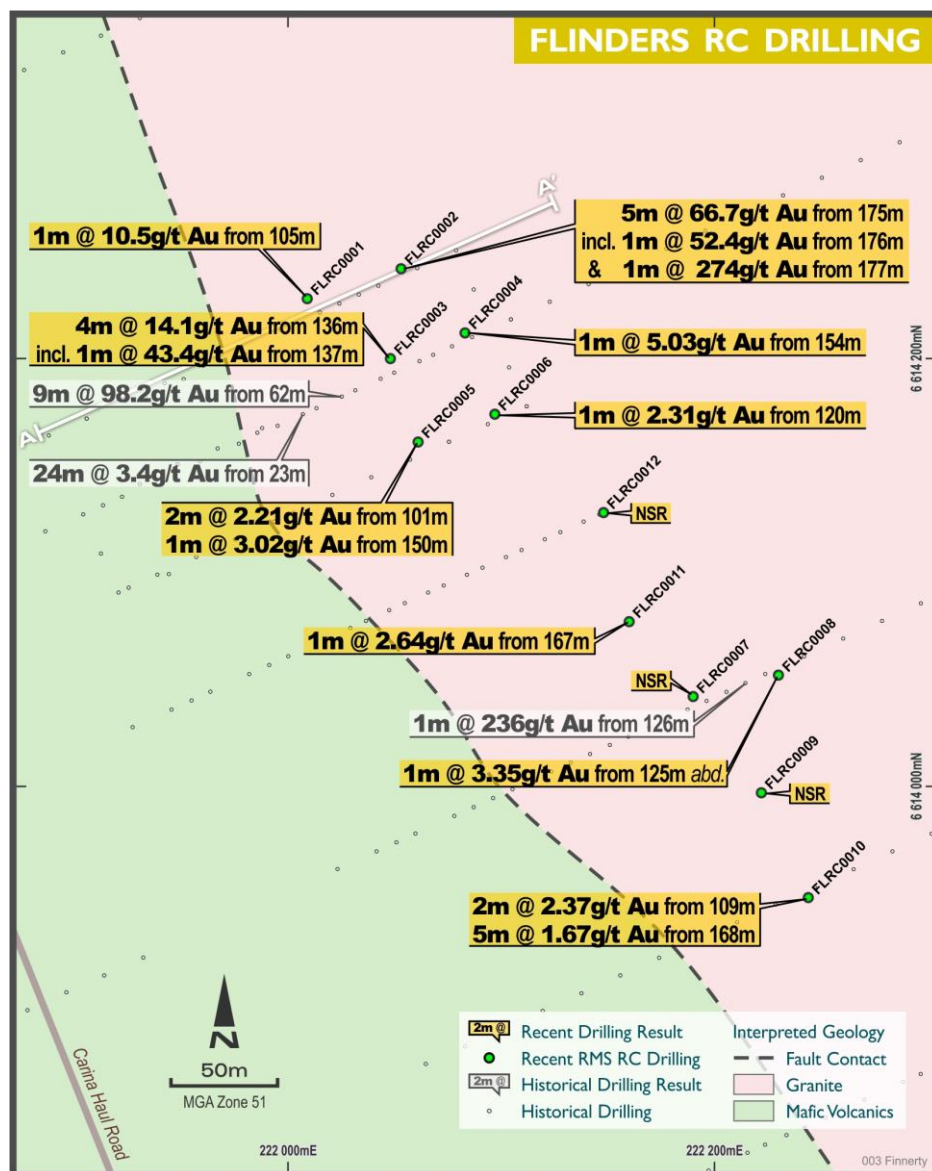 FLINDERS RC DRILLING
A'
FLRC0002
5m @ 66.7g/t Au from 175m
incl. 1m @ 52.4g/t Au from 176m
& 1m @ 274g/t Au from 177m
1m @ 10.5g/t Au from 105m
FLRC0001
FLRC0004
FLRC0003
4m @ 14.1g/t Au from 136m
incl. 1m @ 43.4g/t Au from 137m
1m @ 5.03g/t Au from 154m
6 614 200mN
9m @ 98.2g/t Au from 62m
FLRC0006
FLRC0005
1m @ 2.31g/t Au from 120m
A
24m @ 3.4g/t Au from 23m
2m @ 2.21g/t Au from 101m
1m @ 3.02g/t Au from 150m
FLRC0012
NSR
FLRC0011
1m @ 2.64g/t Au from 167m
FLRC0008
FLRC0007
NSR
1m @ 236g/t Au from 126m
1m @ 3.35g/t Au from 125m abd.
FLRC0009
NSR
6 614 000mN
FLRC0010
2m @ 2.37g/t Au from 109m
5m @ 1.67g/t Au from 168m
Carina Haul Road
N
50m
MGA Zone 51
2m @ Recent Drilling Result
Recent RMS RC Drilling
2m @ Historical Drilling Result
Historical Drilling
Interpreted Geology
Fault Contact
Granite
Mafic Volcanics
222 000mE
222 200mE
003 Finnerty